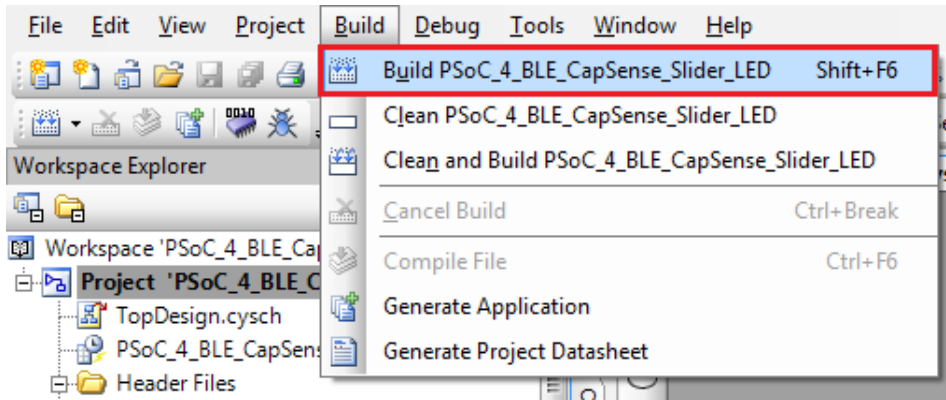 File Edit View Project Build Debug Tools Window Help
Build PSoC_4_BLE_CapSense_Slider_LED Shift+F6
Clean PSoC_4_BLE_CapSense_Slider_LED
Clean and Build PSoC_4_BLE_CapSense_Slider_LED
Workspace Explorer
Cancel Build Ctrl+Break
Workspace 'PSoC_4_BLE_Cap
Compile File Ctrl+F6
Project 'PSoC_4_BLE_C
TopDesign.cysch
Generate Application
PSoC_4_BLE_CapSens
Generate Project Datasheet
Header Files